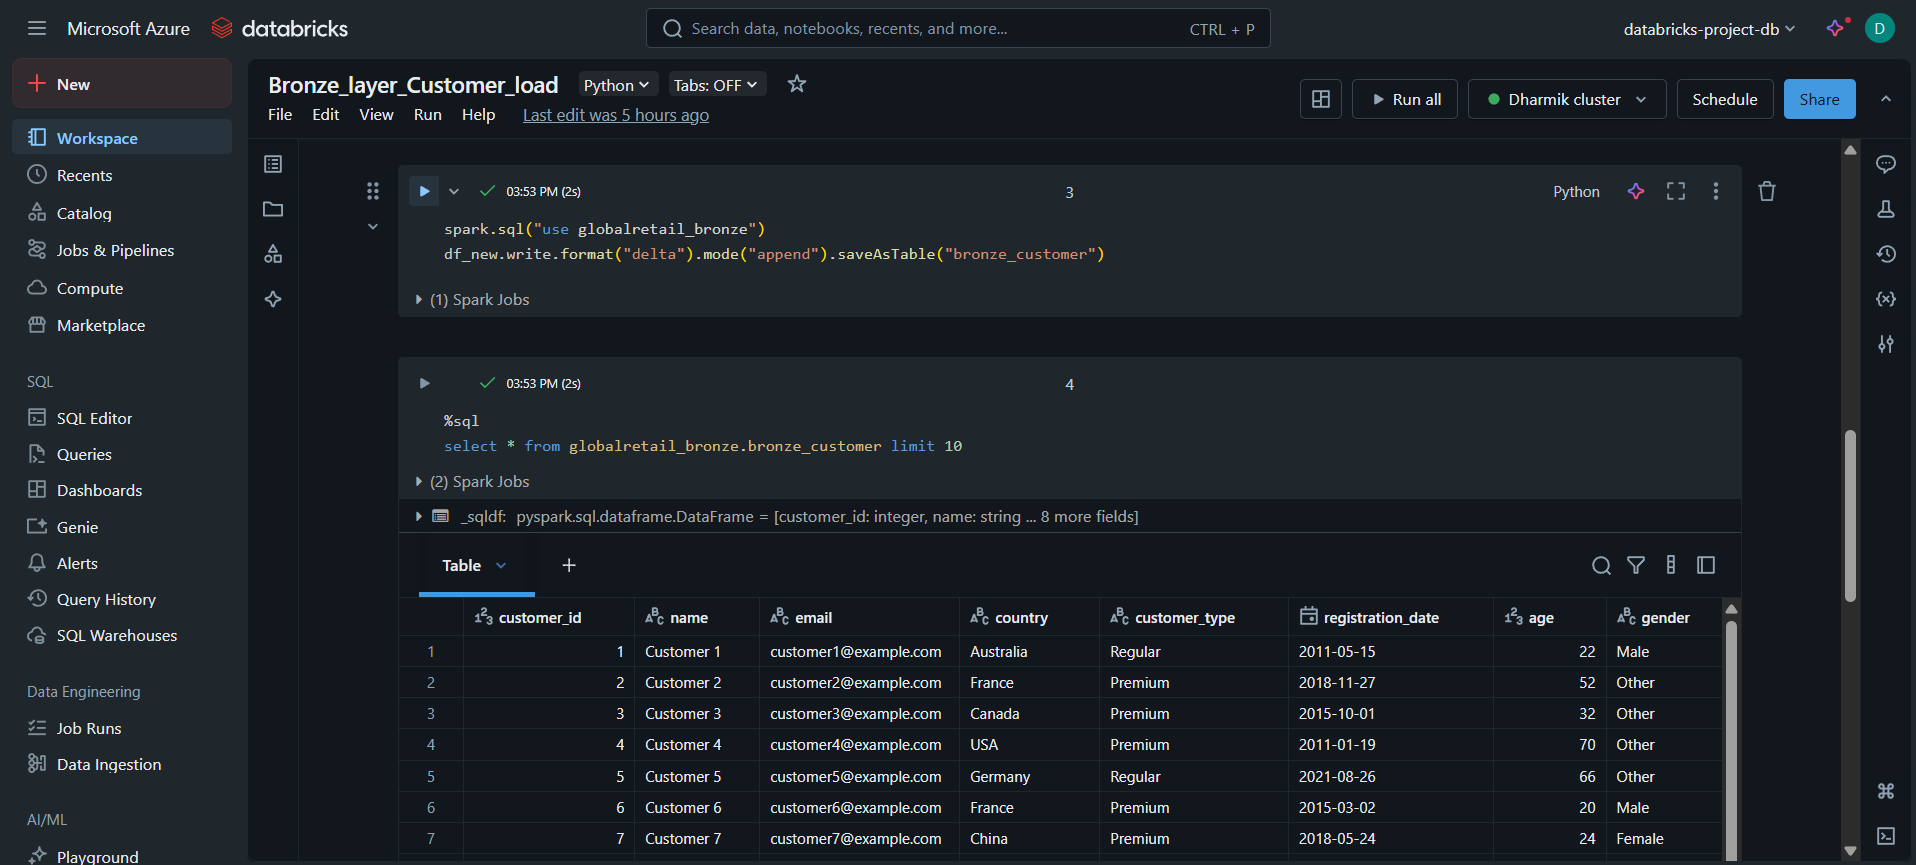 Microsoft Azure databricks
Search data, notebooks, recents, and more... CTRL + P
databricks-project-db D
New
Workspace
Recents
Catalog
Jobs & Pipelines
Compute
Marketplace
SQL
SQL Editor
Queries
Dashboards
Genie
Alerts
Query History
SQL Warehouses
Data Engineering
Job Runs
Data Ingestion
AI/ML
Playground
Bronze_layer_Customer_load Python Tabs: OFF
File Edit View Run Help Last edit was 5 hours ago
Run all Dharmik cluster Schedule Share
03:53 PM (2s) 3 Python
spark.sql("use globalretail_bronze")
df_new.write.format("delta").mode("append").saveAsTable("bronze_customer")
(1) Spark Jobs
03:53 PM (2s) 4
%sql
select * from globalretail_bronze.bronze_customer limit 10
(2) Spark Jobs
_sqldf: pyspark.sql.dataframe.DataFrame = [customer_id: integer, name: string ... 8 more fields]
Table +
customer_id name email country customer_type registration_date age gender
1 1 Customer 1 customer1@example.com Australia Regular 2011-05-15 22 Male
2 2 Customer 2 customer2@example.com France Premium 2018-11-27 52 Other
3 3 Customer 3 customer3@example.com Canada Premium 2015-10-01 32 Other
4 4 Customer 4 customer4@example.com USA Premium 2011-01-19 70 Other
5 5 Customer 5 customer5@example.com Germany Regular 2021-08-26 66 Other
6 6 Customer 6 customer6@example.com France Premium 2015-03-02 20 Male
7 7 Customer 7 customer7@example.com China Premium 2018-05-24 24 Female